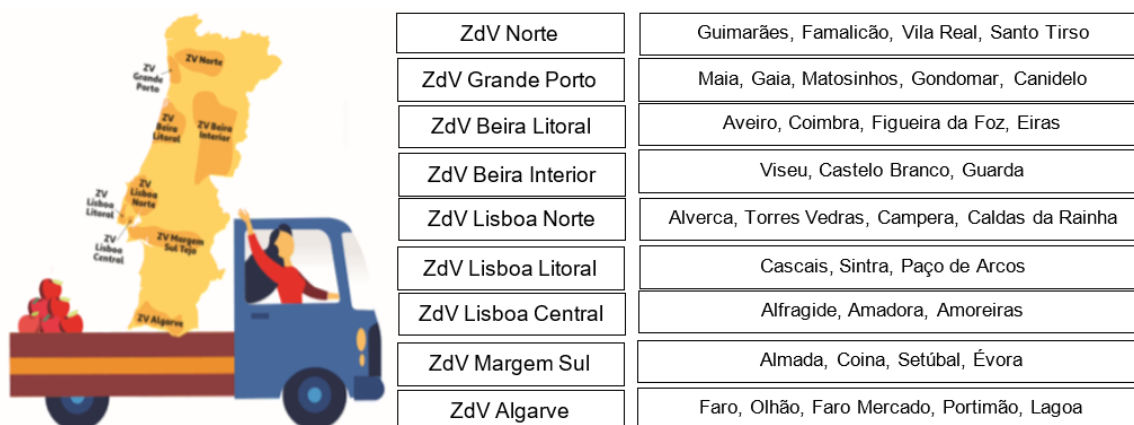 ZV Norte
ZV
Grande
Porto
ZV
Beira
Litoral
ZV Beira
Interior
ZV
Lisboa
Norte
ZV
Lisboa
Litoral
ZV
Lisboa
Central
ZV Margem
Sul Tejo
ZV Algarve
ZdV Norte
Guimarães, Famalicão, Vila Real, Santo Tirso
ZdV Grande Porto
Maia, Gaia, Matosinhos, Gondomar, Canidelo
ZdV Beira Litoral
Aveiro, Coimbra, Figueira da Foz, Eiras
ZdV Beira Interior
Viseu, Castelo Branco, Guarda
ZdV Lisboa Norte
Alverca, Torres Vedras, Campera, Caldas da Rainha
ZdV Lisboa Litoral
Cascais, Sintra, Paço de Arcos
ZdV Lisboa Central
Alfragide, Amadora, Amoreiras
ZdV Margem Sul
Almada, Coina, Setúbal, Évora
ZdV Algarve
Faro, Olhão, Faro Mercado, Portimão, Lagoa